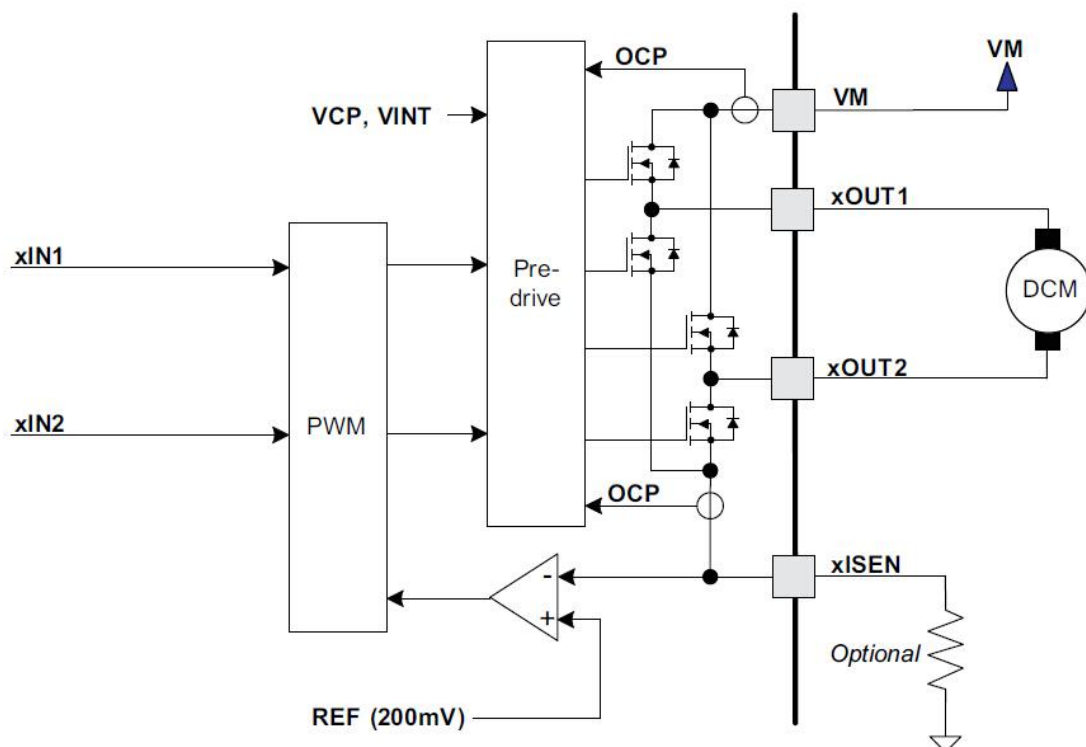 OCP
VM
VM
VCP, VINT
xOUT1
xIN1
Pre-
drive
DCM
xOUT2
xIN2
PWM
OCP
xISEN
-
+
Optional
REF (200mV)